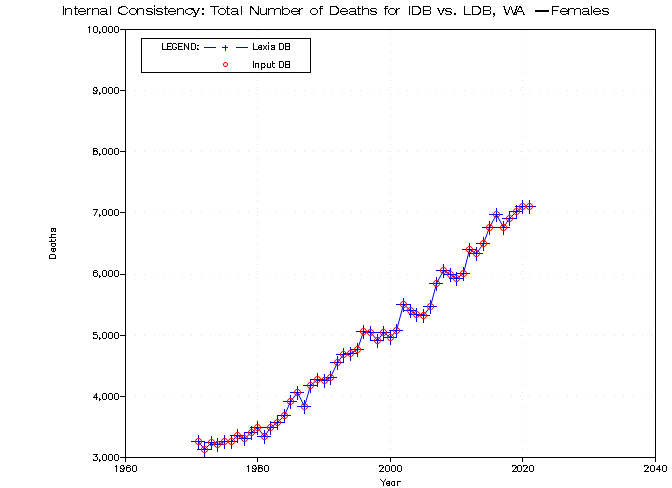 Internal Consistency: Total Number of Deaths for IDB vs. LDB, WA —Females
10,000
LEGEND: Lexis DB
Input DB
9,000
8,000
7,000
Deaths
6,000
5,000
4,000
3,000
1960 1980 2000 2020 2040
Year